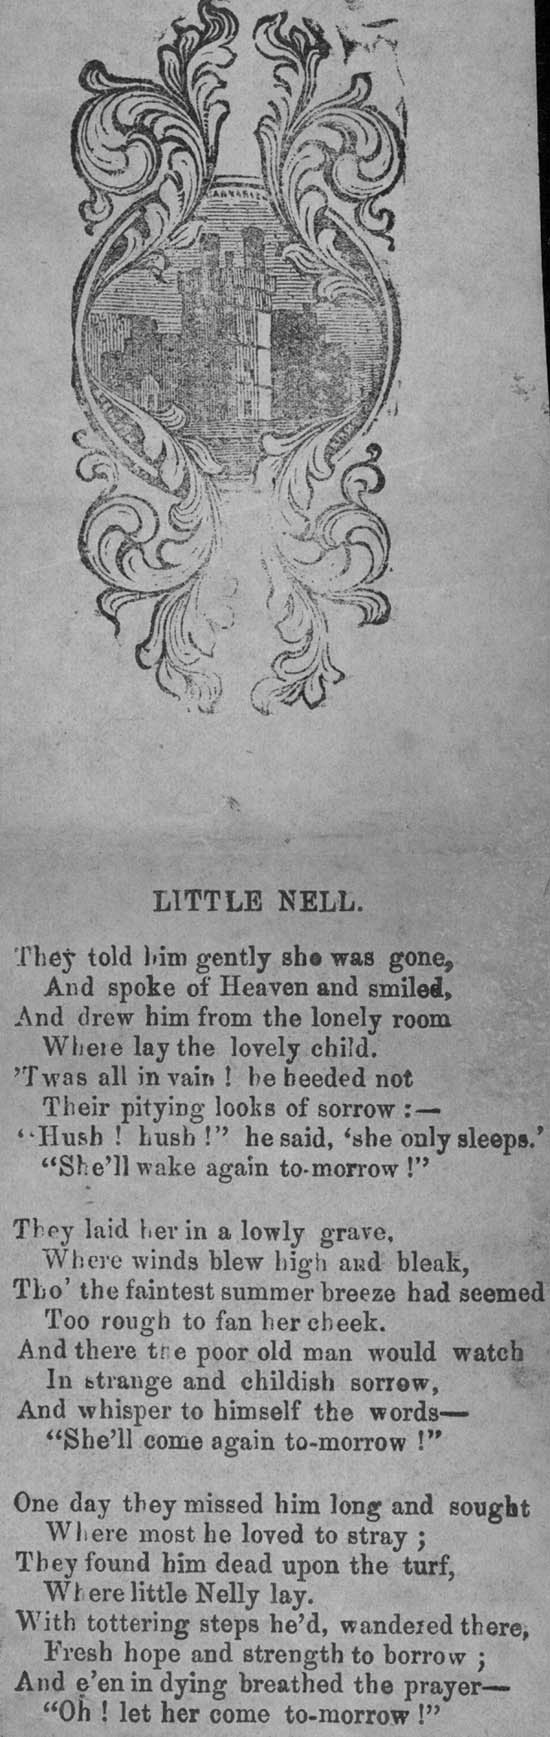 LITTLE NELL.
They told him gently she was gone,
And spoke of Heaven and smiled,
And drew him from the lonely room
Where lay the lovely child.
'Twas all in vain ! he heeded not
Their pitying looks of sorrow :—
"Hush ! hush !" he said, 'she only sleeps.'
"She'll wake again to-morrow !"
They laid her in a lowly grave,
Where winds blew high and bleak,
Tho' the faintest summer breeze had seemed
Too rough to fan her cheek.
And there the poor old man would watch
In strange and childish sorrow,
And whisper to himself the words—
"She'll come again to-morrow !"
One day they missed him long and sought
Where most he loved to stray ;
They found him dead upon the turf,
Where little Nelly lay.
With tottering steps he'd, wandered there,
Fresh hope and strength to borrow ;
And e'en in dying breathed the prayer—
"Oh ! let her come to-morrow !"